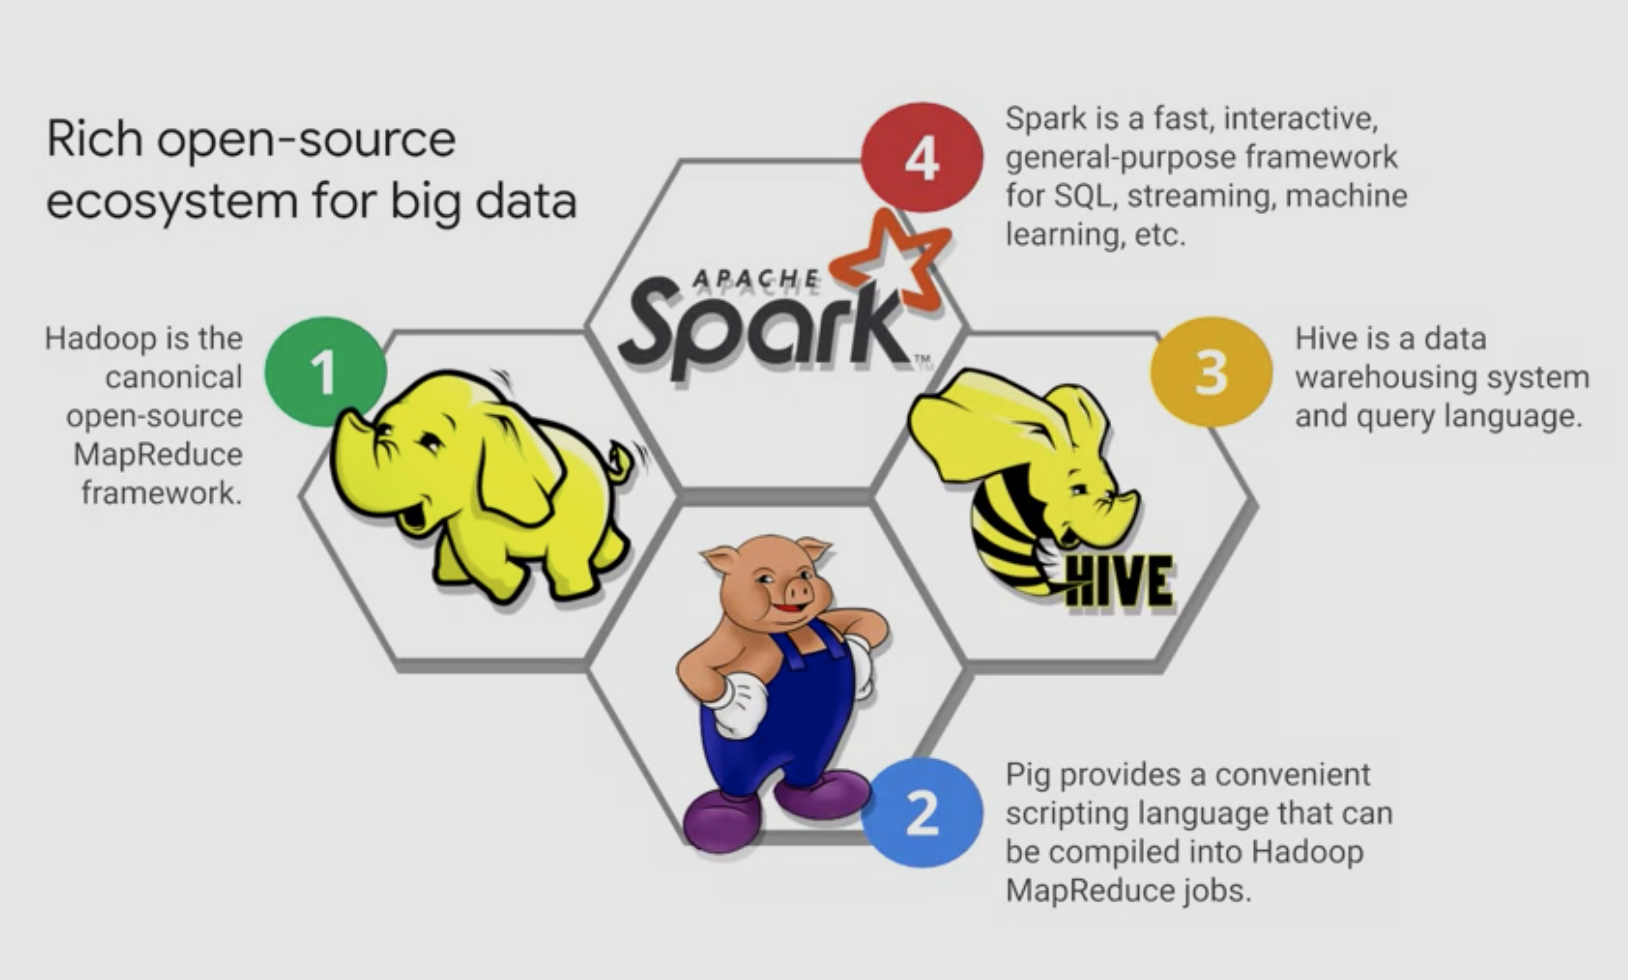 Rich open-source
ecosystem for big data
1
Hadoop is the
canonical
open-source
MapReduce
framework.
4
Spark is a fast, interactive,
general-purpose framework
for SQL, streaming, machine
learning, etc.
APACHE
Spark™
3
Hive is a data
warehousing system
and query language.
HIVE
2
Pig provides a convenient
scripting language that can
be compiled into Hadoop
MapReduce jobs.